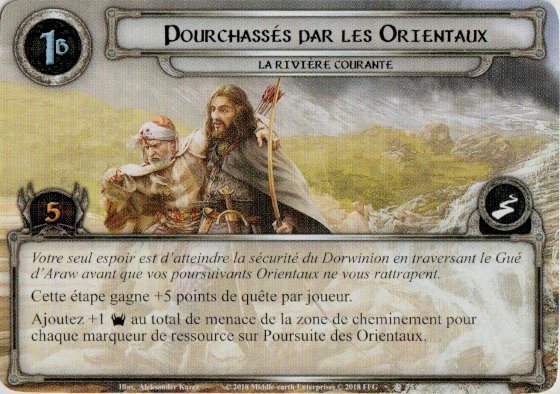 1B
POURCHASSÉS PAR LES ORIENTAUX
LA RIVIÈRE COURANTE
5
Votre seul espoir est d'atteindre la sécurité du Dorwinion en traversant le Gué
d'Araw avant que vos poursuivants Orientaux ne vous rattrapent.
Cette étape gagne +5 points de quête par joueur.
Ajoutez +1 au total de menace de la zone de cheminement pour
chaque marqueur de ressource sur Poursuite des Orientaux.
Illus. Aleksander Karcz © 2018 Middle-earth Enterprises © 2018 FFG